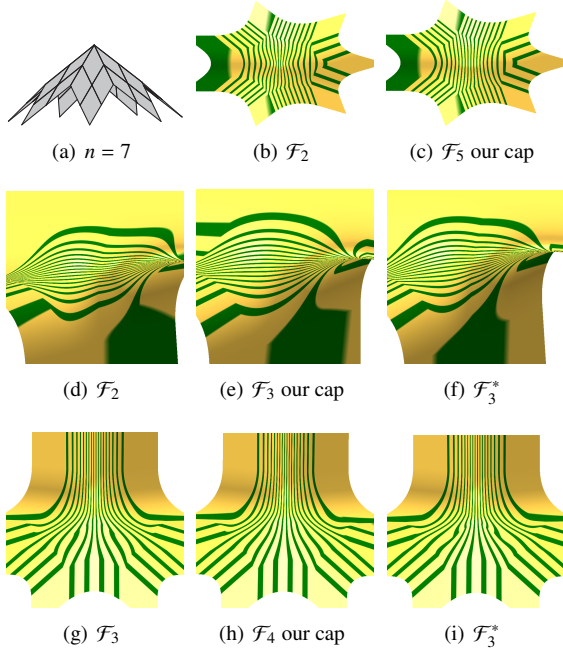 (a) n = 7
(b) ℱ₂
(c) ℱ₅ our cap
(d) ℱ₂
(e) ℱ₃ our cap
(f) ℱ₃*
(g) ℱ₃
(h) ℱ₄ our cap
(i) ℱ₃*